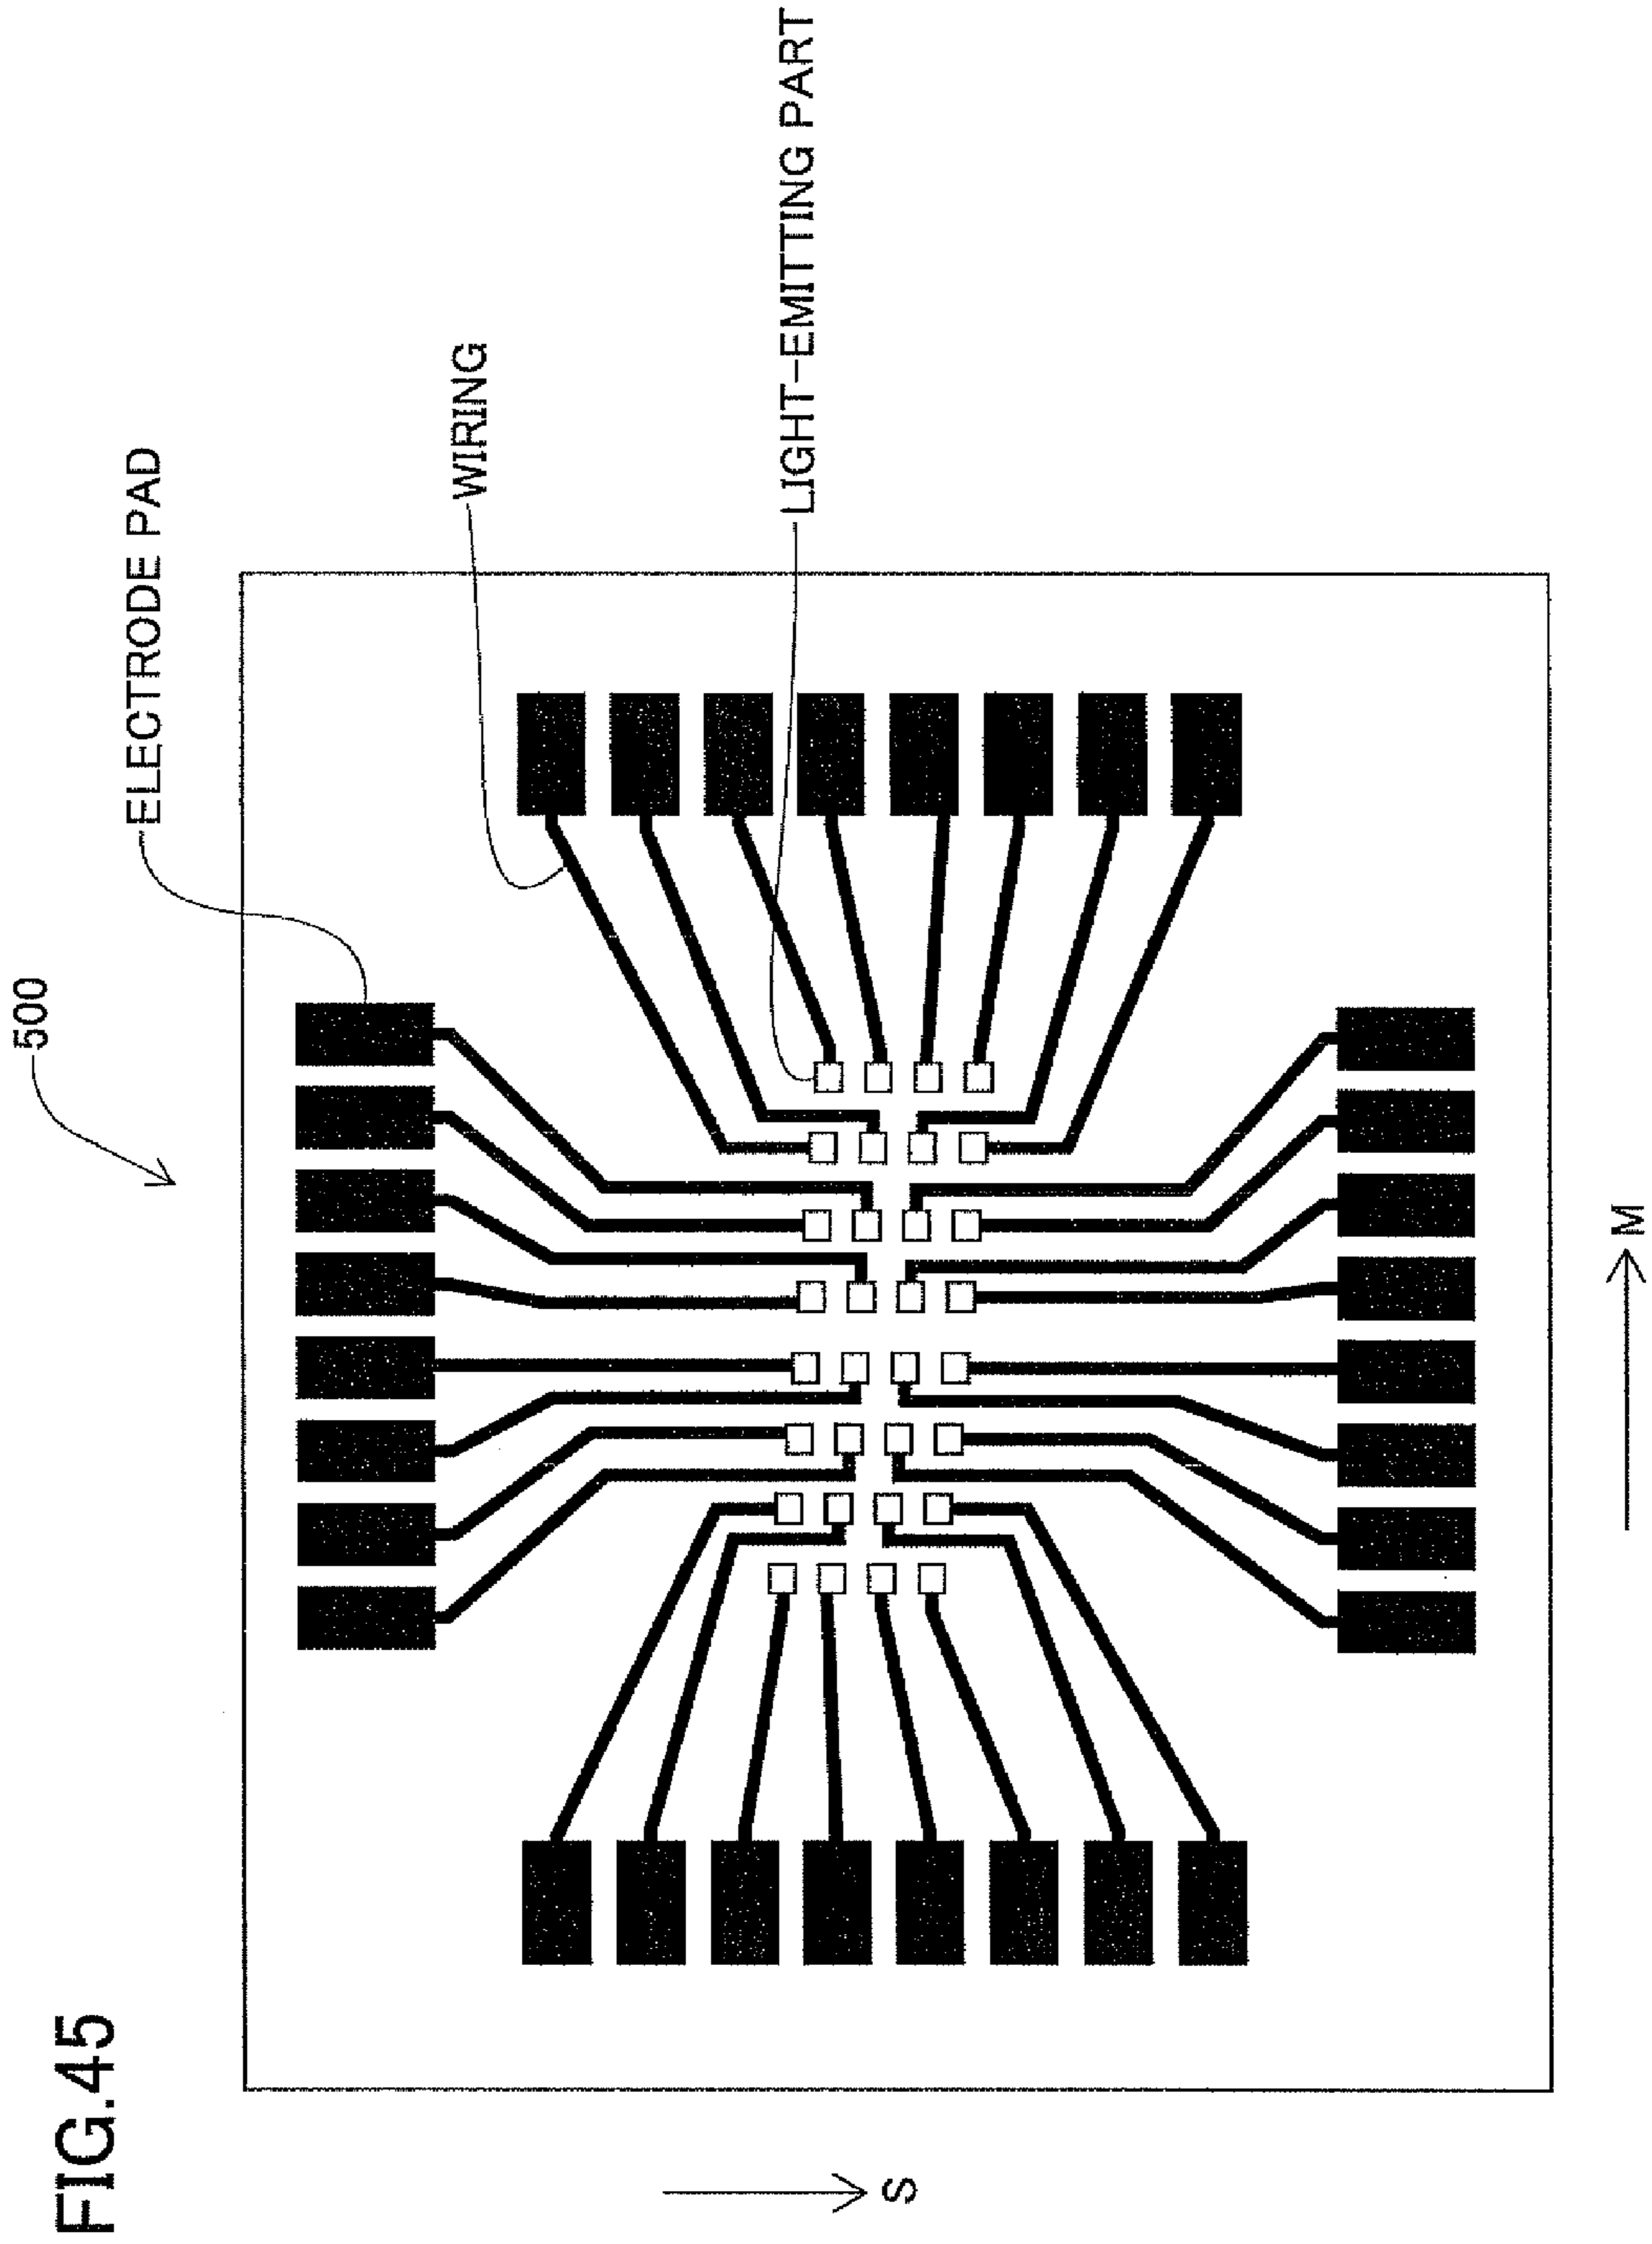 FIG.45
500
ELECTRODE PAD
WIRING
LIGHT-EMITTING PART
S
M